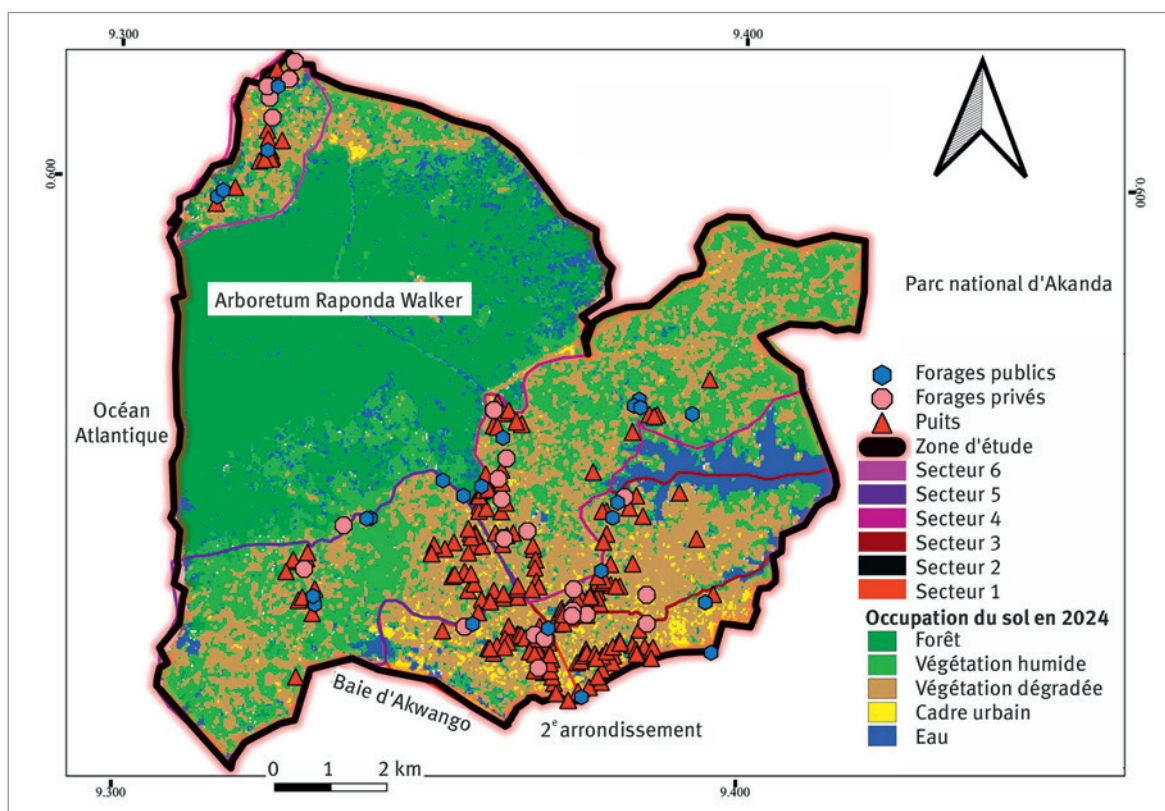 9.300
9.400
0.600
0.600
Arboretum Raponda Walker
Parc national d'Akanda
Océan
Atlantique
Forages publics
Forages privés
Puits
Zone d'étude
Secteur 6
Secteur 5
Secteur 4
Secteur 3
Secteur 2
Secteur 1
Occupation du sol en 2024
Forêt
Végétation humide
Végétation dégradée
Cadre urbain
Eau
Baie d'Akwango
2e arrondissement
0 1 2 km
9.300
9.400